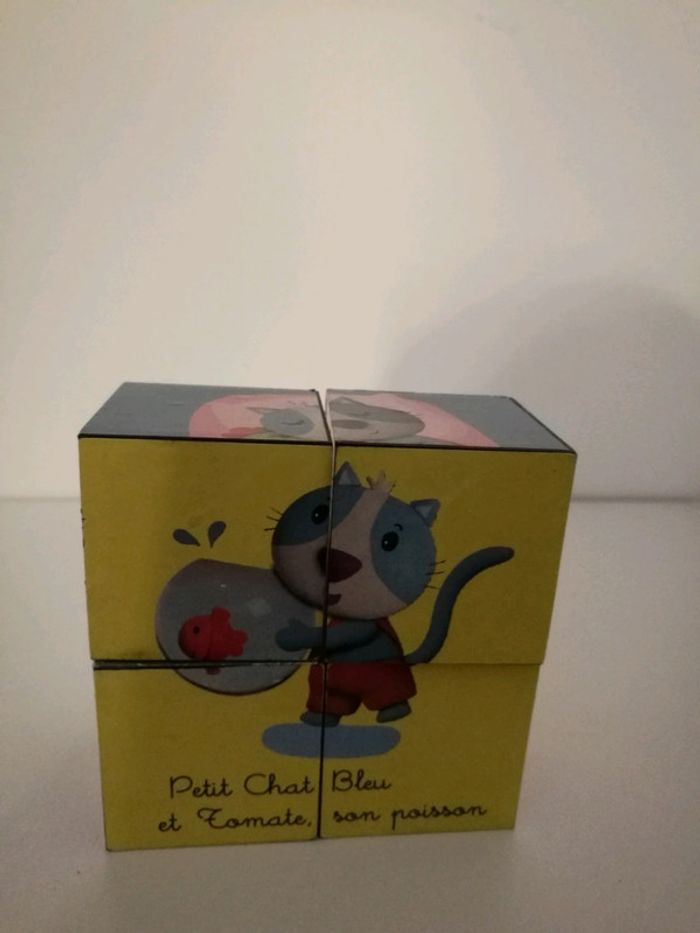 Petit Chat Bleu
et Tomate, son poisson